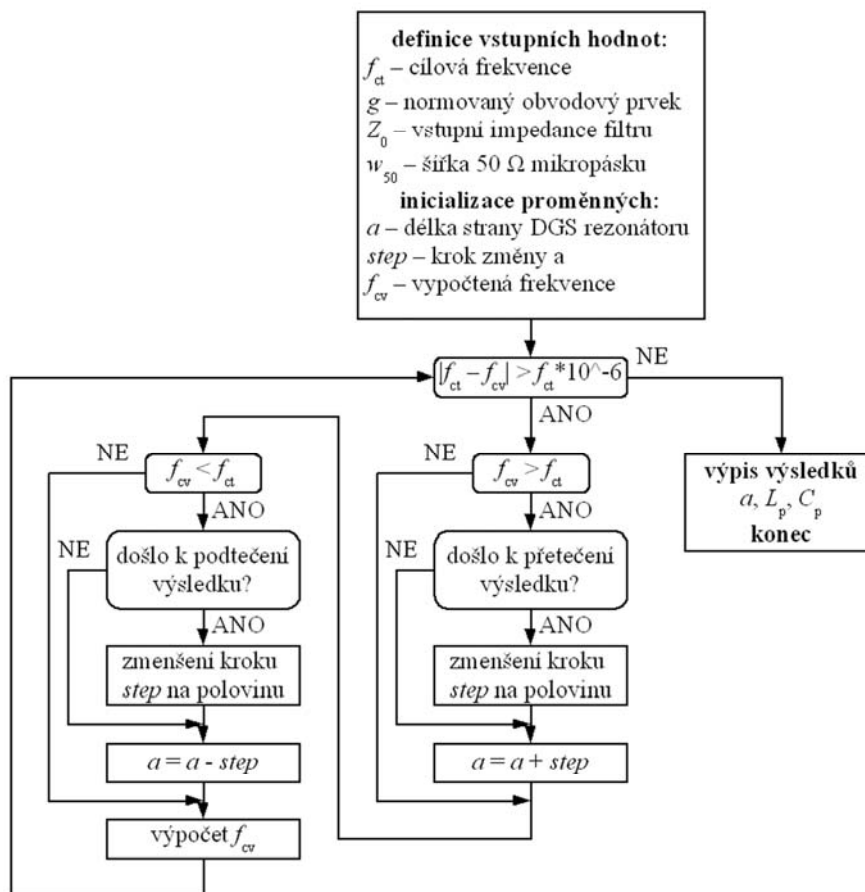 definice vstupních hodnot:
f_ct – cílová frekvence
g – normovaný obvodový prvek
Z_0 – vstupní impedance filtru
w_50 – šířka 50 Ω mikropásku
inicializace proměnných:
a – délka strany DGS rezonátoru
step – krok změny a
f_cv – vypočtená frekvence
|f_ct – f_cv| > f_ct*10^-6
NE
ANO
NE
f_cv < f_ct
ANO
NE
došlo k podtečení
výsledku?
ANO
zmenšení kroku
step na polovinu
a = a - step
výpočet f_cv
NE
f_cv > f_ct
ANO
NE
došlo k přetečení
výsledku?
ANO
zmenšení kroku
step na polovinu
a = a + step
výpis výsledků
a, L_p, C_p
konec